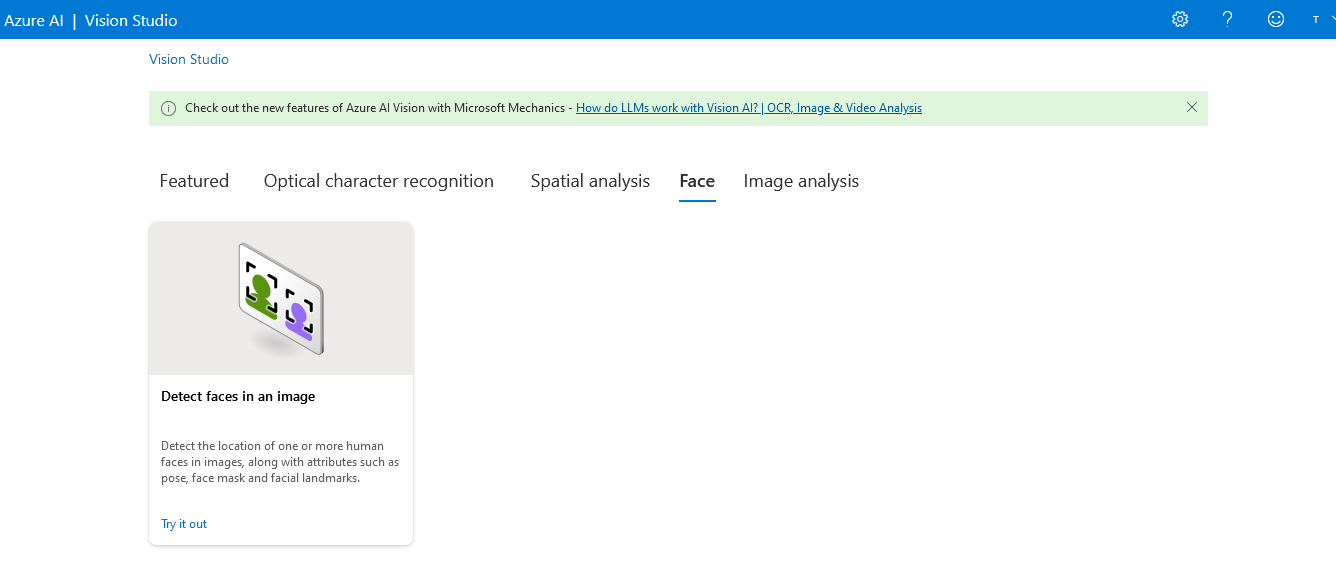 Azure AI | Vision Studio
T
Vision Studio
Check out the new features of Azure AI Vision with Microsoft Mechanics - How do LLMs work with Vision AI? | OCR, Image & Video Analysis
Featured Optical character recognition Spatial analysis Face Image analysis
Detect faces in an image
Detect the location of one or more human
faces in images, along with attributes such as
pose, face mask and facial landmarks.
Try it out